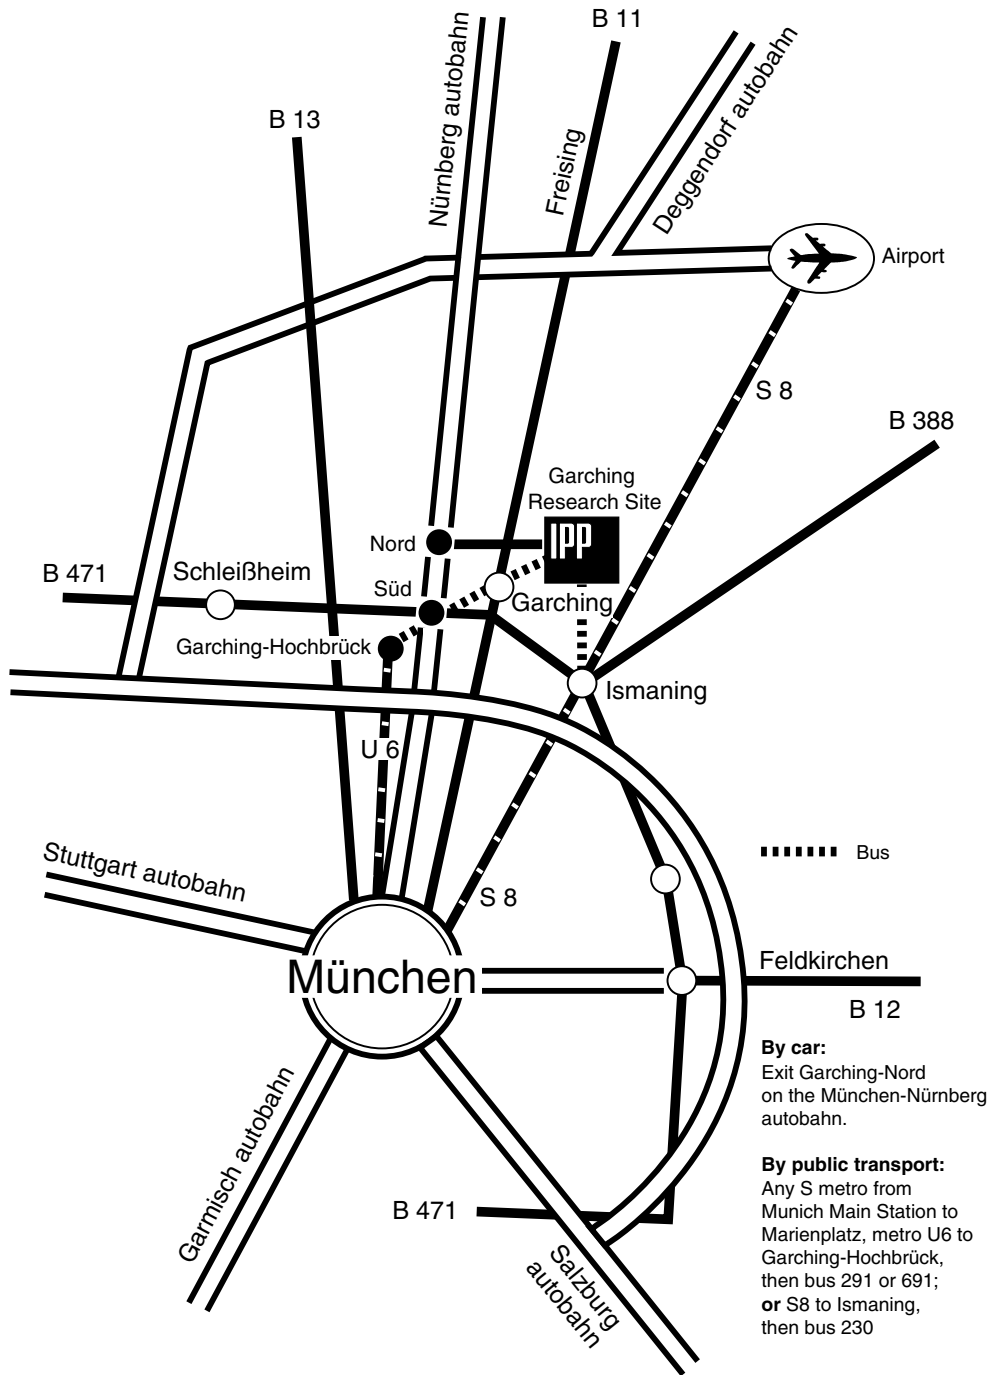 B 11
Nürnberg autobahn
Deggendorf autobahn
B 13
Freising
Airport
S 8
B 388
Garching
Research Site
IPP
Nord
B 471
Schleißheim
Süd
Garching
Garching-Hochbrück
Ismaning
U 6
Stuttgart autobahn
Bus
S 8
München
Feldkirchen
B 12
By car:
Exit Garching-Nord
on the München-Nürnberg
autobahn.
Garmisch autobahn
By public transport:
Any S metro from
Munich Main Station to
Marienplatz, metro U6 to
Garching-Hochbrück,
then bus 291 or 691;
or S8 to Ismaning,
then bus 230
B 471
Salzburg
autobahn